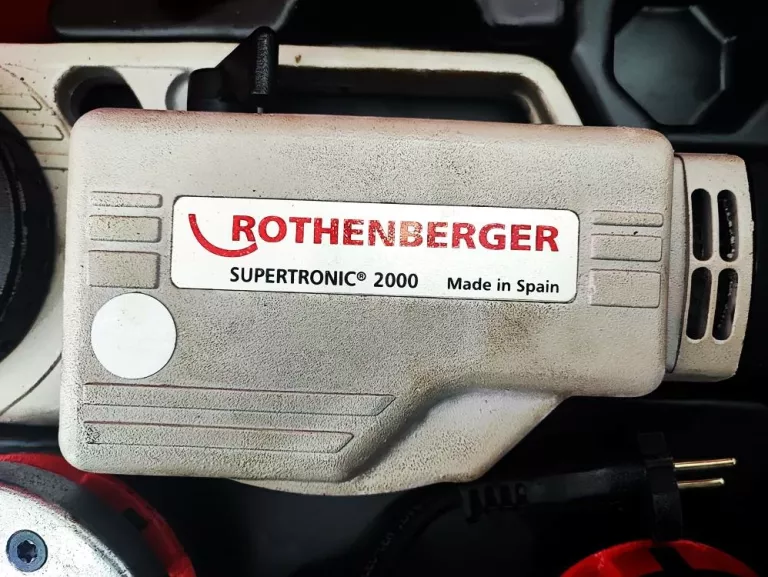 ROTHENBERGER
SUPERTRONIC® 2000 Made in Spain